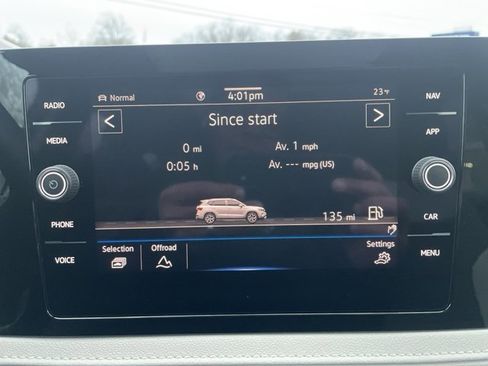 RADIO
MEDIA
PHONE
VOICE
Normal
4:01pm
23°F
Since start
0 mi
Av. 1 mph
0:05 h
Av. --- mpg (US)
135 mi
Selection
Offroad
Settings
NAV
APP
CAR
MENU